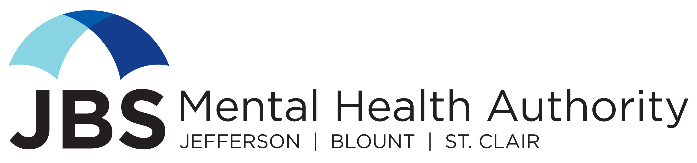 JBS Mental Health Authority
JEFFERSON | BLOUNT | ST. CLAIR